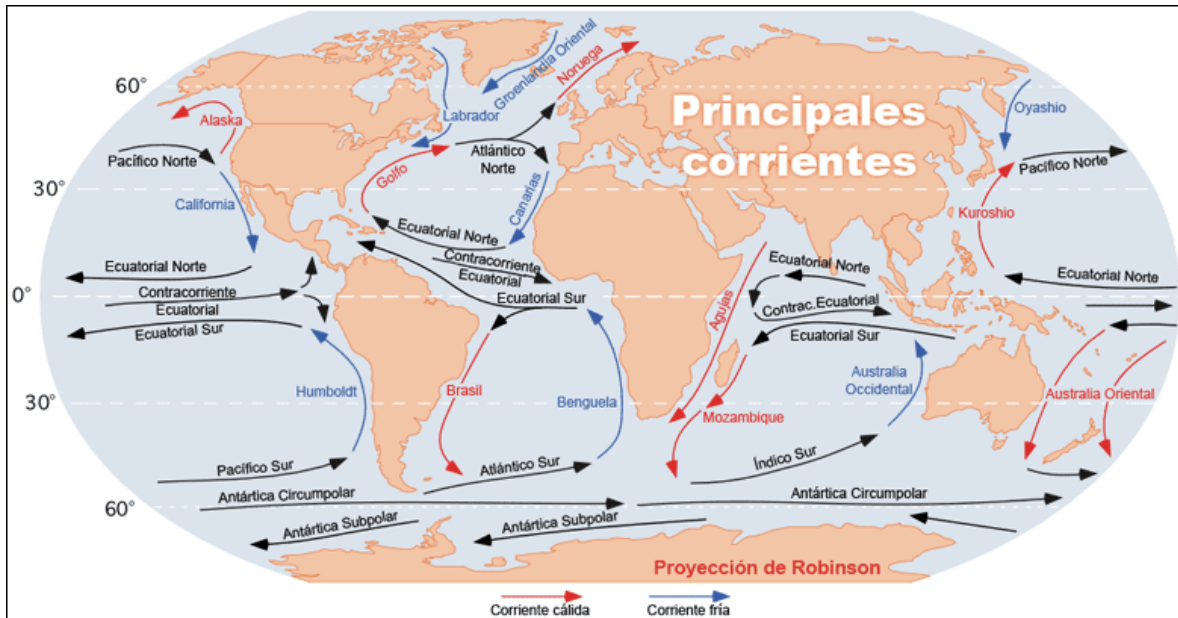 Principales
corrientes
60°
30°
0°
30°
60°
Groenlandia Oriental
Noruega
Alaska
Labrador
Oyashio
Pacífico Norte
Atlántico
Norte
Pacífico Norte
Golfo
Canarias
California
Kuroshio
Ecuatorial Norte
Contracorriente
Ecuatorial
Ecuatorial Norte
Ecuatorial Norte
Ecuatorial Norte
Contracorriente
Ecuatorial
Ecuatorial Sur
Ecuatorial Sur
Agujas
Contrac.Ecuatorial
Ecuatorial Sur
Humboldt
Brasil
Benguela
Mozambique
Australia
Occidental
Australia Oriental
Pacífico Sur
Atlántico Sur
Índico Sur
Antártica Circumpolar
Antártica Circumpolar
Antártica Subpolar
Antártica Subpolar
Proyección de Robinson
Corriente cálida
Corriente fría